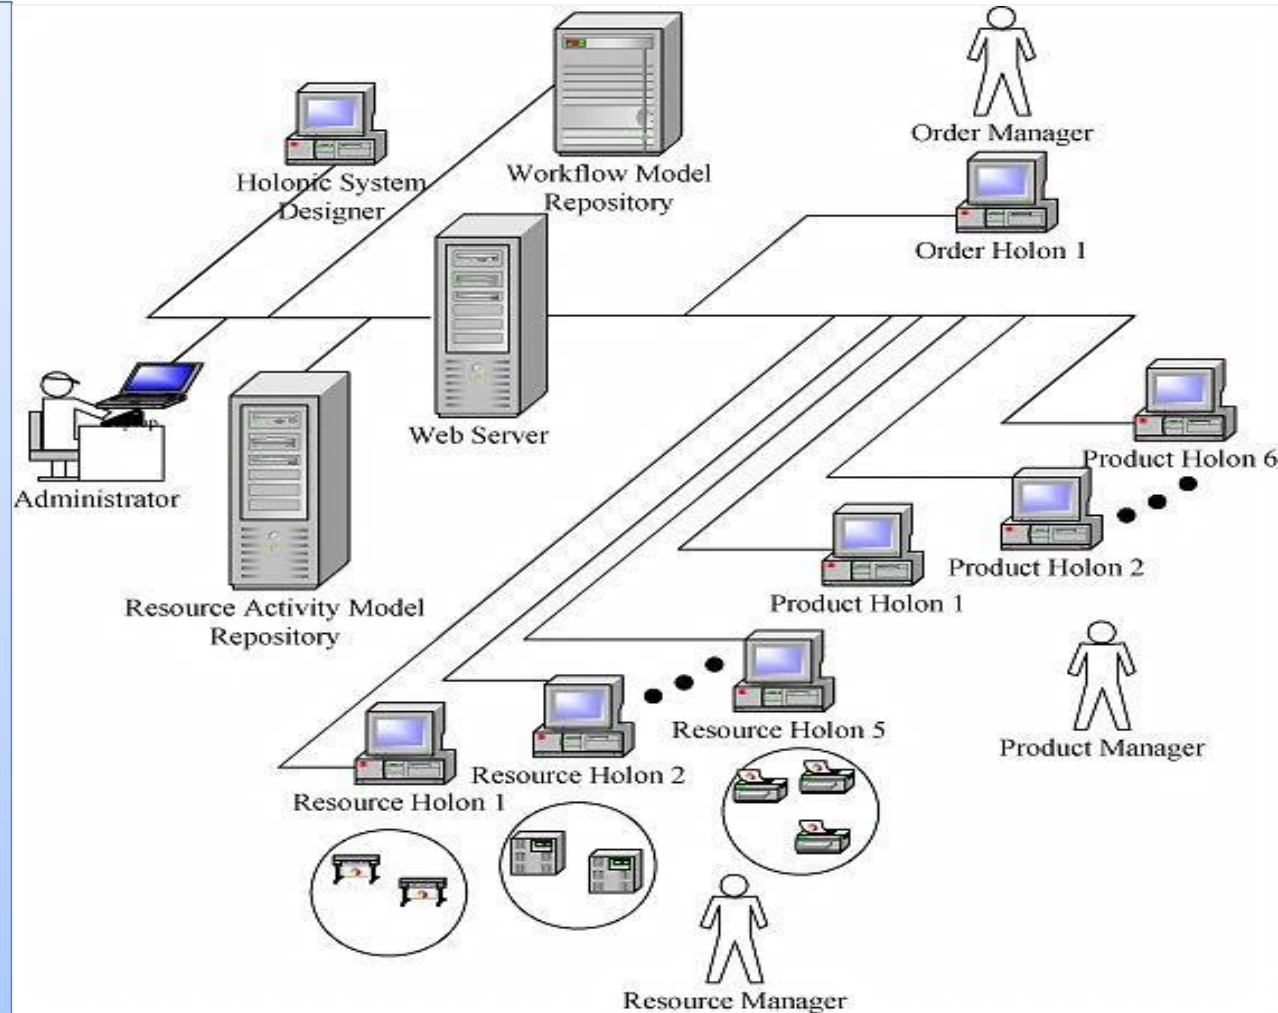 Order Manager
Workflow Model
Repository
Holonic System
Designer
Order Holon 1
Web Server
Product Holon 6
Administrator
Product Holon 2
Product Holon 1
Resource Activity Model
Repository
Resource Holon 5
Product Manager
Resource Holon 2
Resource Holon 1
Resource Manager